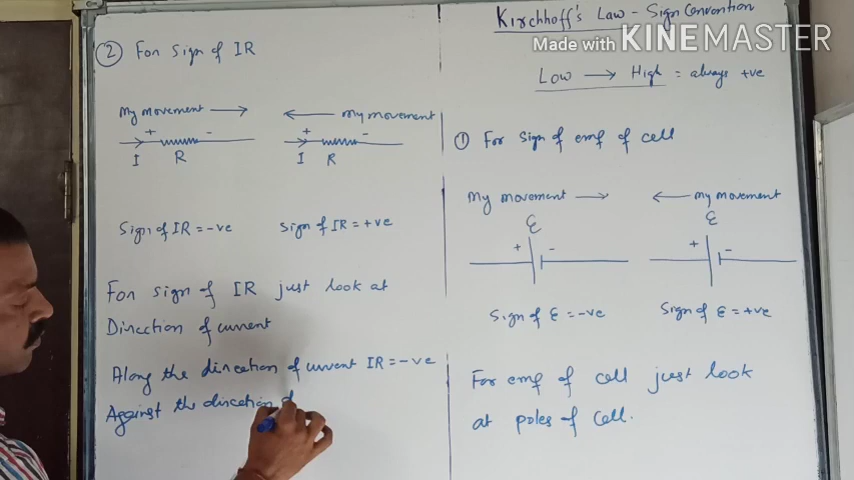 Kirchhoff's Law - Sign Convention
Made with KINEMASTER
Low → High = always +ve
① For sign of emf of cell
My movement → ← my movement
ε ε
+ - + -
Sign of ε = -ve Sign of ε = +ve
For emf of cell just look
at poles of cell.
② For Sign of IR
My movement → ← my movement
+ - + -
I R I R
Sign of IR = -ve Sign of IR = +ve
For sign of IR just look at
Direction of current
Along the direction of current IR = -ve
Against the direction of